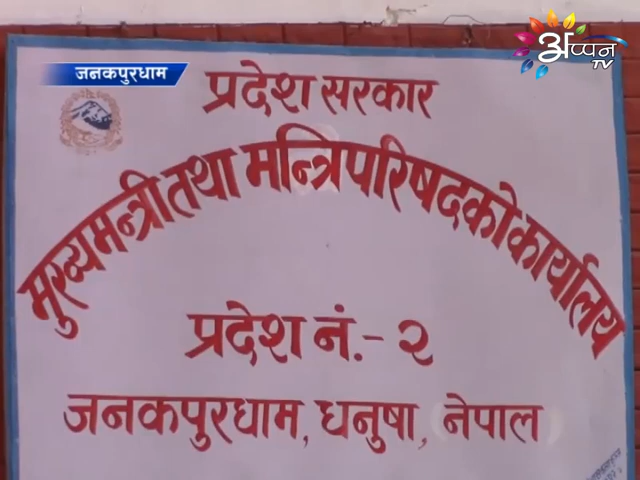 अप्पन
TV
जनकपुरधाम
प्रदेश सरकार
मुख्यमन्त्री तथा मन्त्रिपरिषदको कार्यालय
प्रदेश नं.- २
जनकपुरधाम, धनुषा, नेपाल